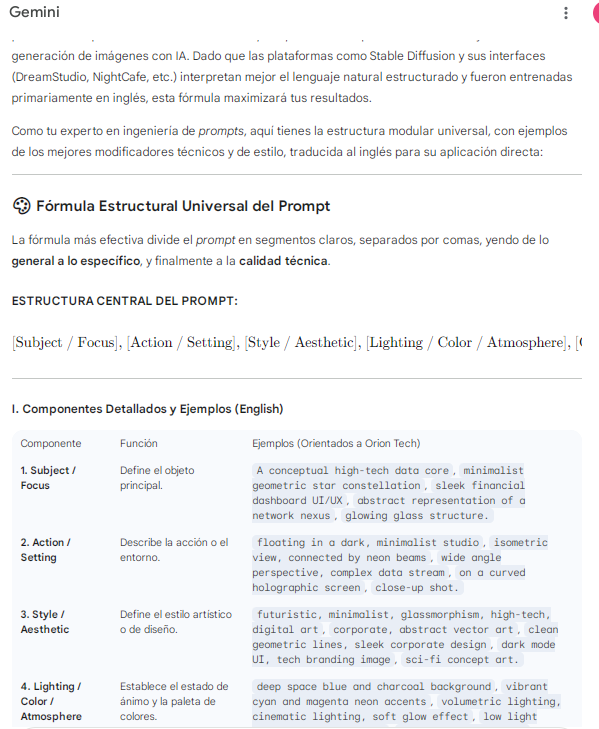 Gemini
generación de imágenes con IA. Dado que las plataformas como Stable Diffusion y sus interfaces
(DreamStudio, NightCafe, etc.) interpretan mejor el lenguaje natural estructurado y fueron entrenadas
primariamente en inglés, esta fórmula maximizará tus resultados.
Como tu experto en ingeniería de prompts, aquí tienes la estructura modular universal, con ejemplos
de los mejores modificadores técnicos y de estilo, traducida al inglés para su aplicación directa:
Fórmula Estructural Universal del Prompt
La fórmula más efectiva divide el prompt en segmentos claros, separados por comas, yendo de lo
general a lo específico, y finalmente a la calidad técnica.
ESTRUCTURA CENTRAL DEL PROMPT:
[Subject / Focus], [Action / Setting], [Style / Aesthetic], [Lighting / Color / Atmosphere], [
I. Componentes Detallados y Ejemplos (English)
Componente Función Ejemplos (Orientados a Orion Tech)
1. Subject / Focus
Define el objeto principal.
A conceptual high-tech data core, minimalist
geometric star constellation, sleek financial
dashboard UI/UX, abstract representation of a
network nexus, glowing glass structure.
2. Action / Setting
Describe la acción o el entorno.
floating in a dark, minimalist studio, isometric
view, connected by neon beams, wide angle
perspective, complex data stream, on a curved
holographic screen, close-up shot.
3. Style / Aesthetic
Define el estilo artístico o de diseño.
futuristic, minimalist, glassmorphism, high-tech,
digital art, corporate, abstract vector art, clean
geometric lines, sleek corporate design, dark mode
UI, tech branding image, sci-fi concept art.
4. Lighting / Color / Atmosphere
Establece el estado de ánimo y la paleta de colores.
deep space blue and charcoal background, vibrant
cyan and magenta neon accents, volumetric lighting,
cinematic lighting, soft glow effect, low light